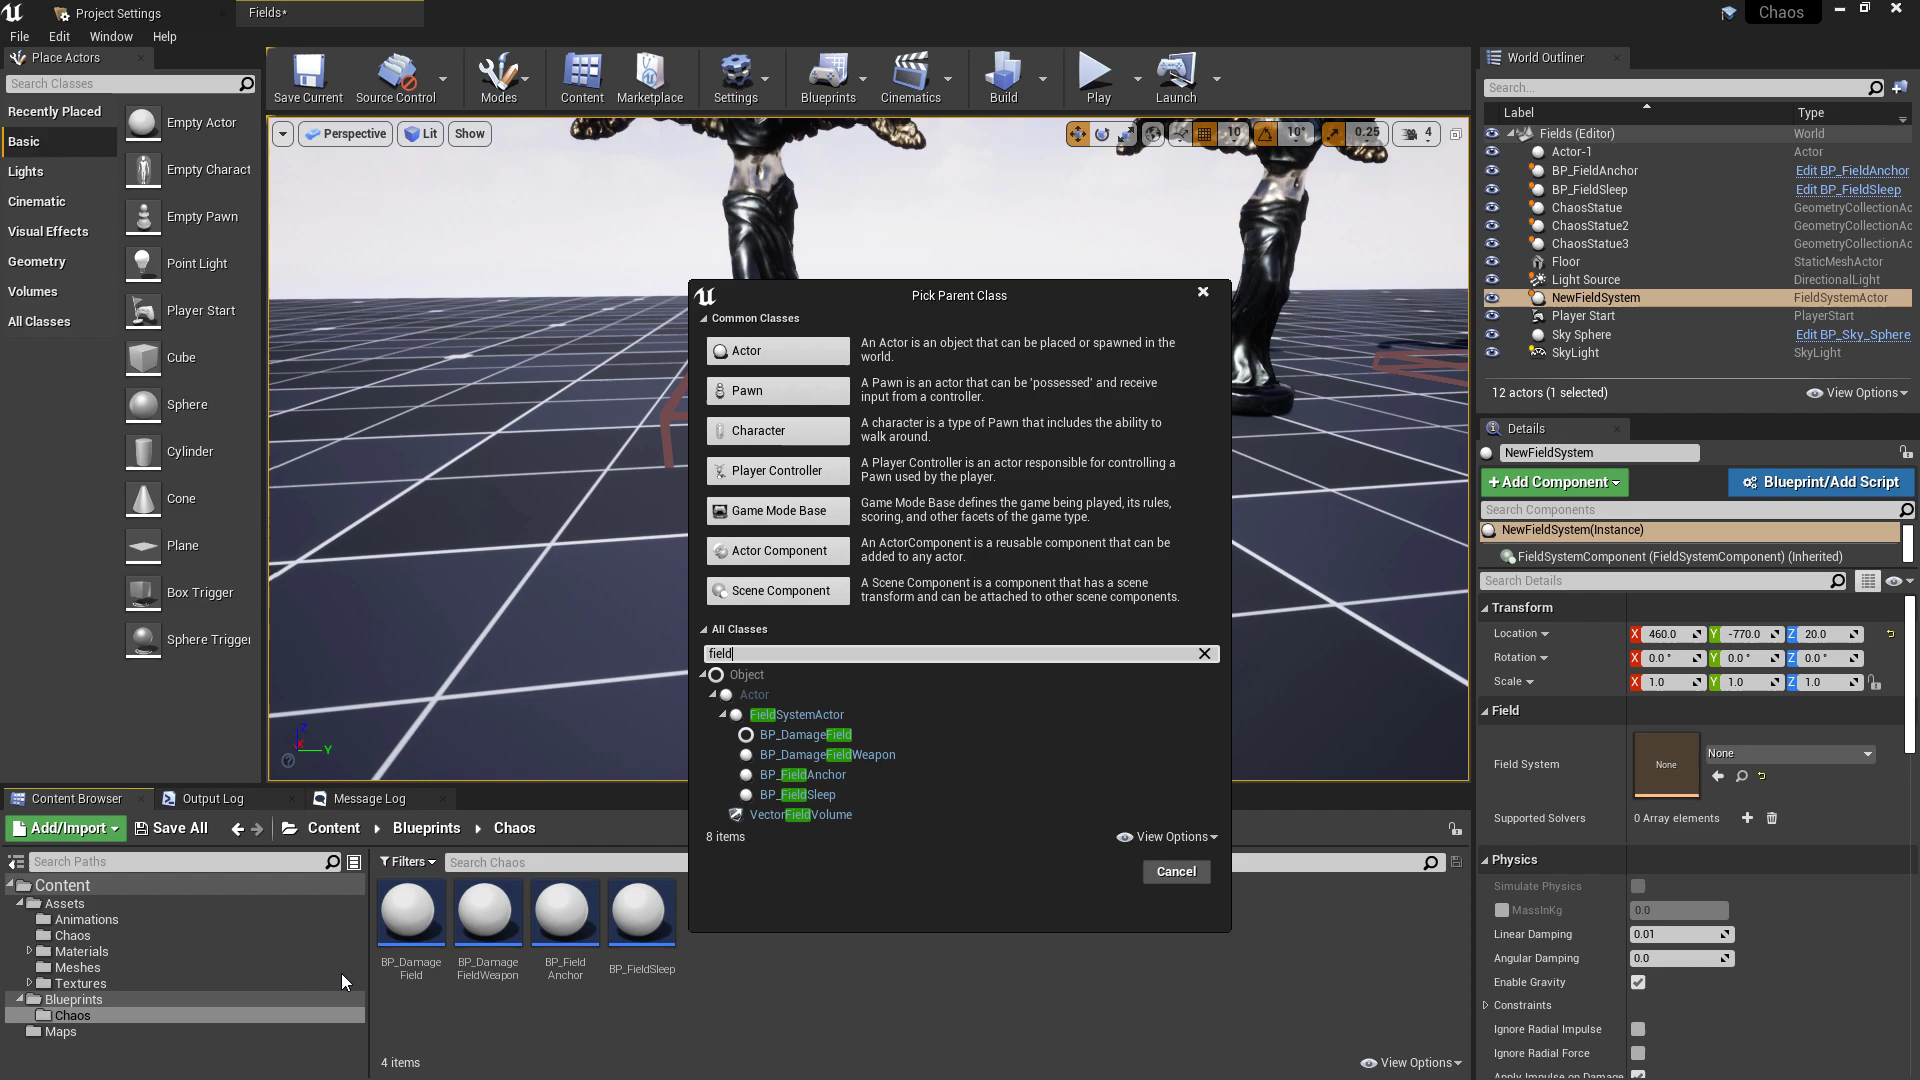 Project Settings
Fields*
Chaos
File Edit Window Help
Place Actors
Search Classes
Recently Placed
Basic
Lights
Cinematic
Visual Effects
Geometry
Volumes
All Classes
Empty Actor
Empty Charact
Empty Pawn
Point Light
Player Start
Cube
Sphere
Cylinder
Cone
Plane
Box Trigger
Sphere Trigger
Save Current Source Control Modes Content Marketplace Settings Blueprints Cinematics Build Play Launch
Perspective Lit Show
10 10° 0.25 4
X Y Z
Pick Parent Class
Common Classes
Actor
An Actor is an object that can be placed or spawned in the
world.
Pawn
A Pawn is an actor that can be 'possessed' and receive
input from a controller.
Character
A character is a type of Pawn that includes the ability to
walk around.
Player Controller
A Player Controller is an actor responsible for controlling a
Pawn used by the player.
Game Mode Base
Game Mode Base defines the game being played, its rules,
scoring, and other facets of the game type.
Actor Component
An ActorComponent is a reusable component that can be
added to any actor.
Scene Component
A Scene Component is a component that has a scene
transform and can be attached to other scene components.
All Classes
field
Object
Actor
FieldSystemActor
BP_DamageField
BP_DamageFieldWeapon
BP_FieldAnchor
BP_FieldSleep
VectorFieldVolume
8 items
View Options
Cancel
World Outliner
Search...
Label Type
Fields (Editor) World
Actor-1 Actor
BP_FieldAnchor Edit BP_FieldAnchor
BP_FieldSleep Edit BP_FieldSleep
ChaosStatue GeometryCollectionAc
ChaosStatue2 GeometryCollectionAc
ChaosStatue3 GeometryCollectionAc
Floor StaticMeshActor
Light Source DirectionalLight
NewFieldSystem FieldSystemActor
Player Start PlayerStart
Sky Sphere Edit BP_Sky_Sphere
SkyLight SkyLight
12 actors (1 selected)
View Options
Details
NewFieldSystem
+Add Component
Blueprint/Add Script
Search Components
NewFieldSystem(Instance)
FieldSystemComponent (FieldSystemComponent) (Inherited)
Search Details
Transform
Location X 460.0 Y -770.0 Z 20.0
Rotation X 0.0 ° Y 0.0 ° Z 0.0 °
Scale X 1.0 Y 1.0 Z 1.0
Field
Field System None None
Supported Solvers 0 Array elements
Physics
Simulate Physics
MassInKg 0.0
Linear Damping 0.01
Angular Damping 0.0
Enable Gravity
Constraints
Ignore Radial Impulse
Ignore Radial Force
Apply Impulse on Damage
Content Browser Output Log Message Log
Add/Import Save All Content Blueprints Chaos
Search Paths
Filters Search Chaos
Content
Assets
Animations
Chaos
Materials
Meshes
Textures
Blueprints
Chaos
Maps
BP_Damage
Field
BP_Damage
FieldWeapon
BP_Field
Anchor
BP_FieldSleep
4 items
View Options